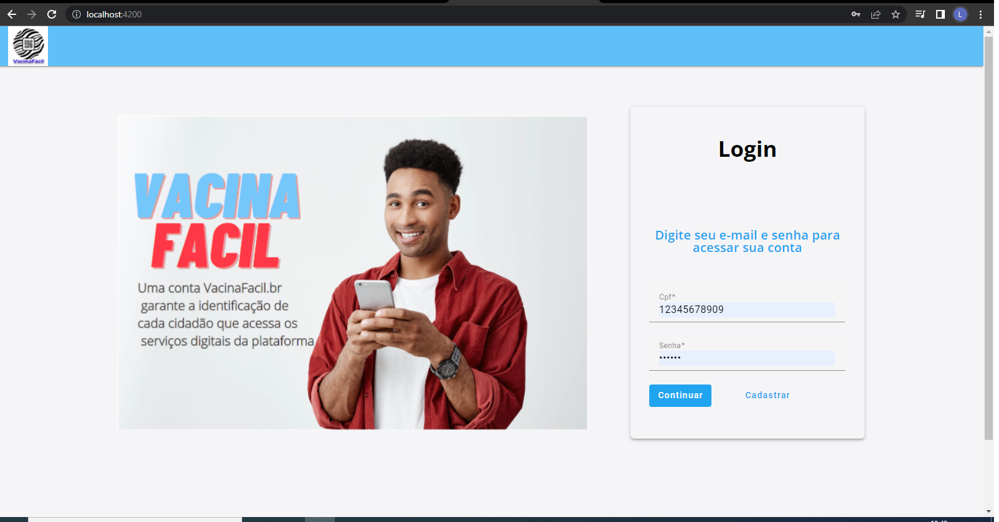 localhost:4200
L
VacinaFácil
Login
VACINA
FACIL
Uma conta VacinaFacil.br
garante a identificação de
cada cidadão que acessa os
serviços digitais da plataforma
Digite seu e-mail e senha para
acessar sua conta
Cpf*
12345678909
Senha*
••••••
Continuar
Cadastrar